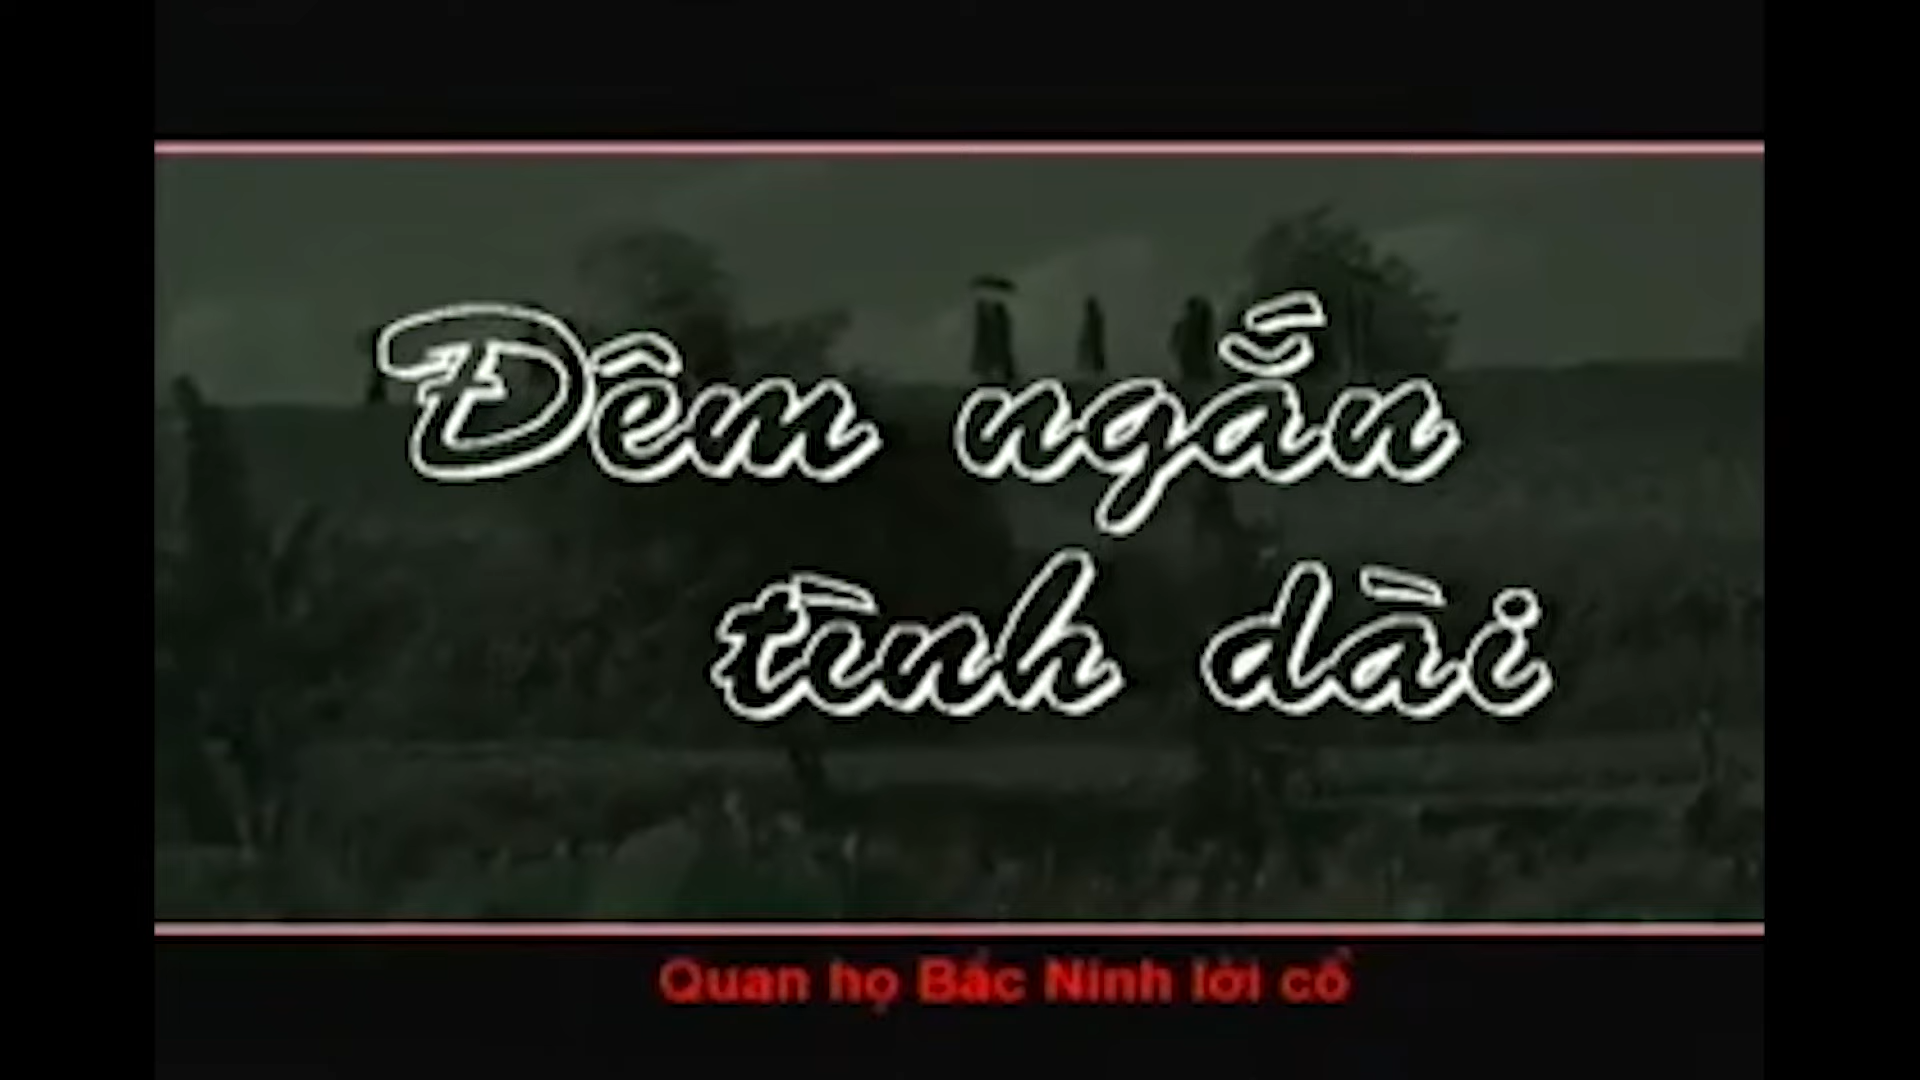 Đêm ngắn
tình dài
Quan họ Bắc Ninh lời cổ